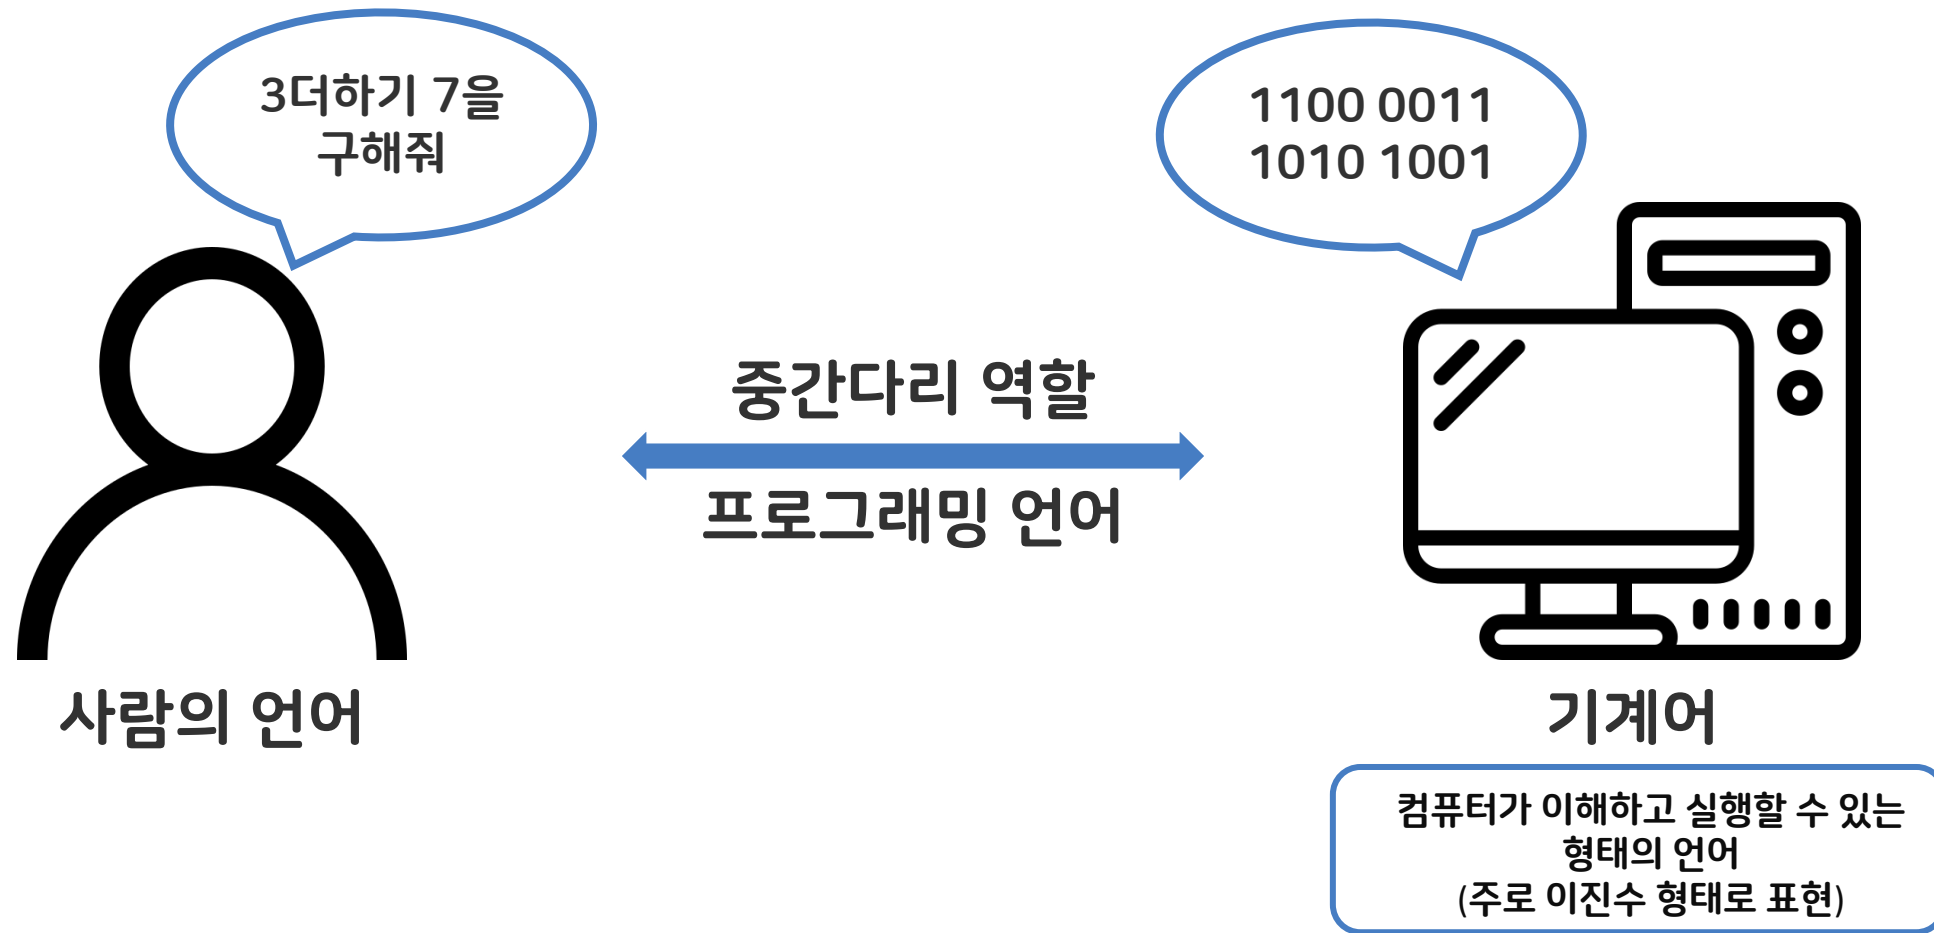 3더하기 7을
구해줘
1100 0011
1010 1001
중간다리 역할
프로그래밍 언어
사람의 언어
기계어
컴퓨터가 이해하고 실행할 수 있는
형태의 언어
(주로 이진수 형태로 표현)